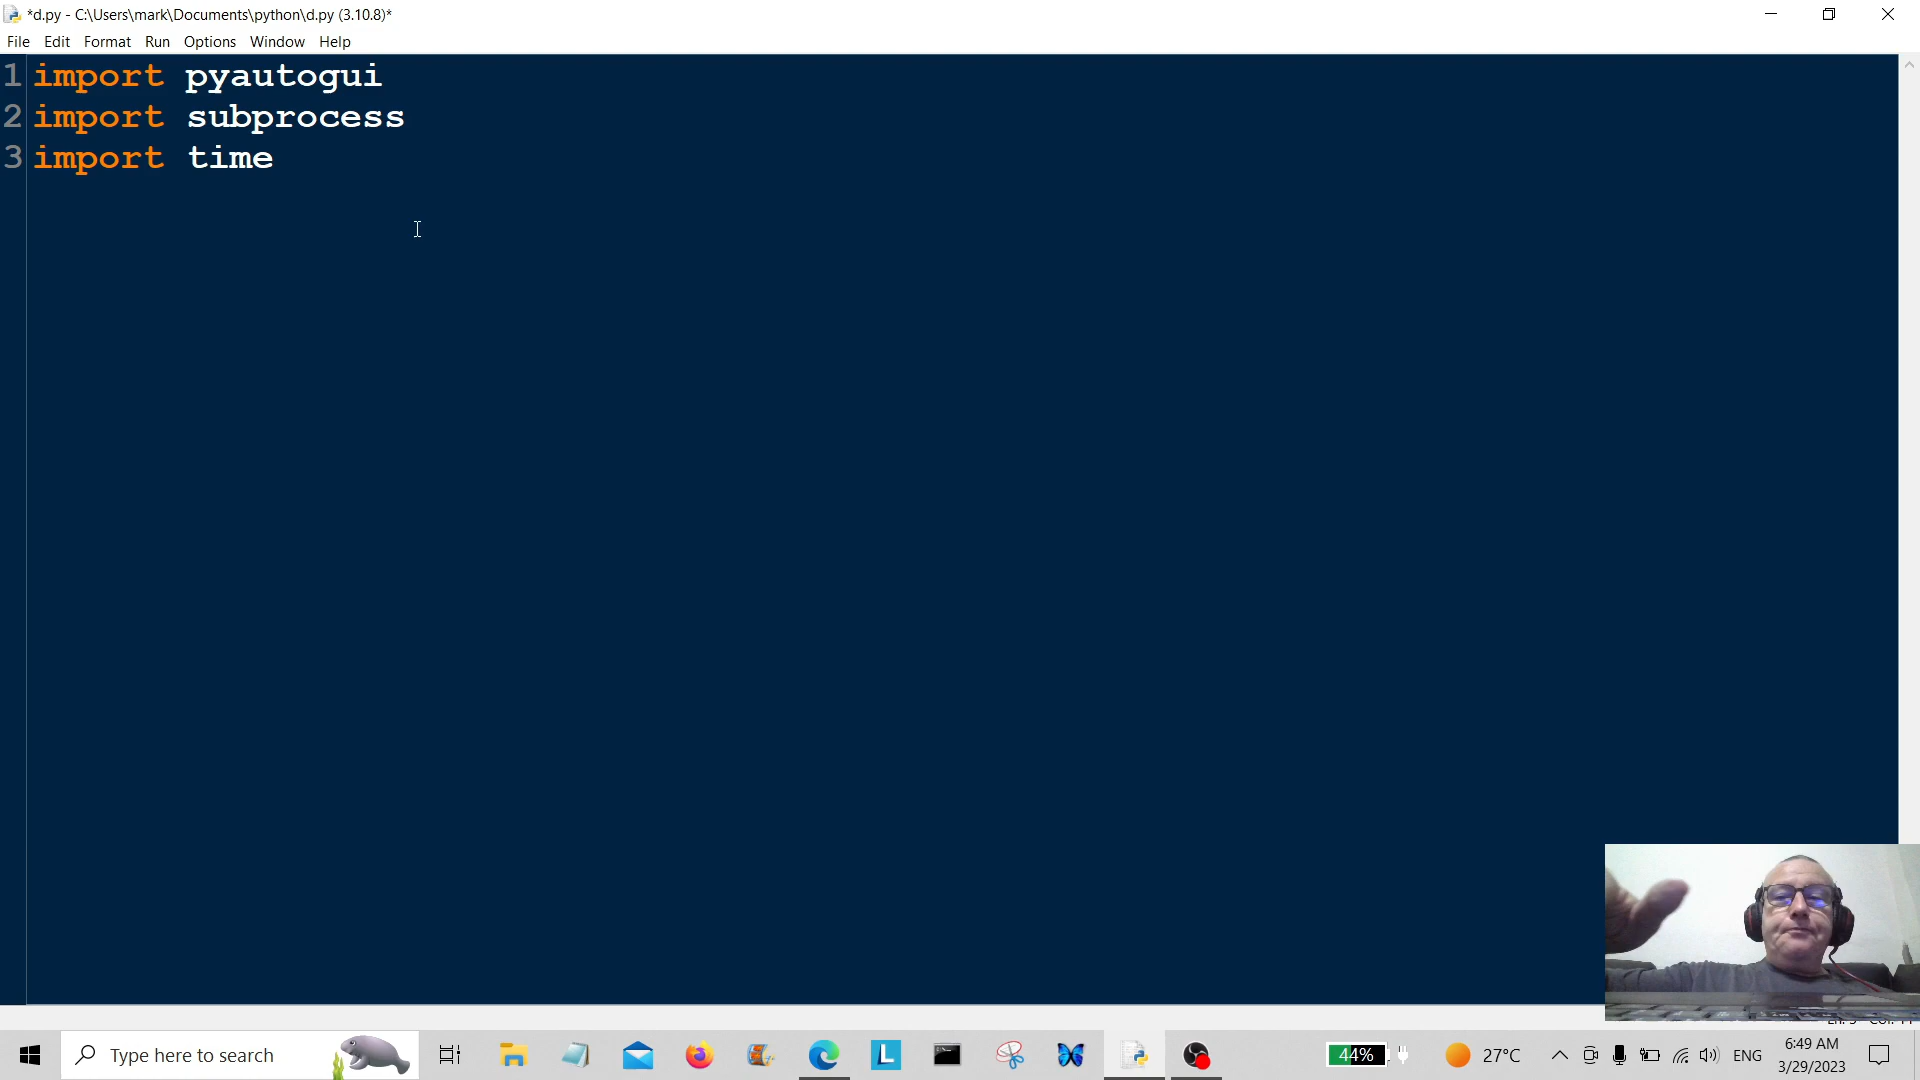 *d.py - C:\Users\mark\Documents\python\d.py (3.10.8)*
File Edit Format Run Options Window Help
1 import pyautogui
2 import subprocess
3 import time
Type here to search
L
44%
27°C
ENG
6:49 AM
3/29/2023